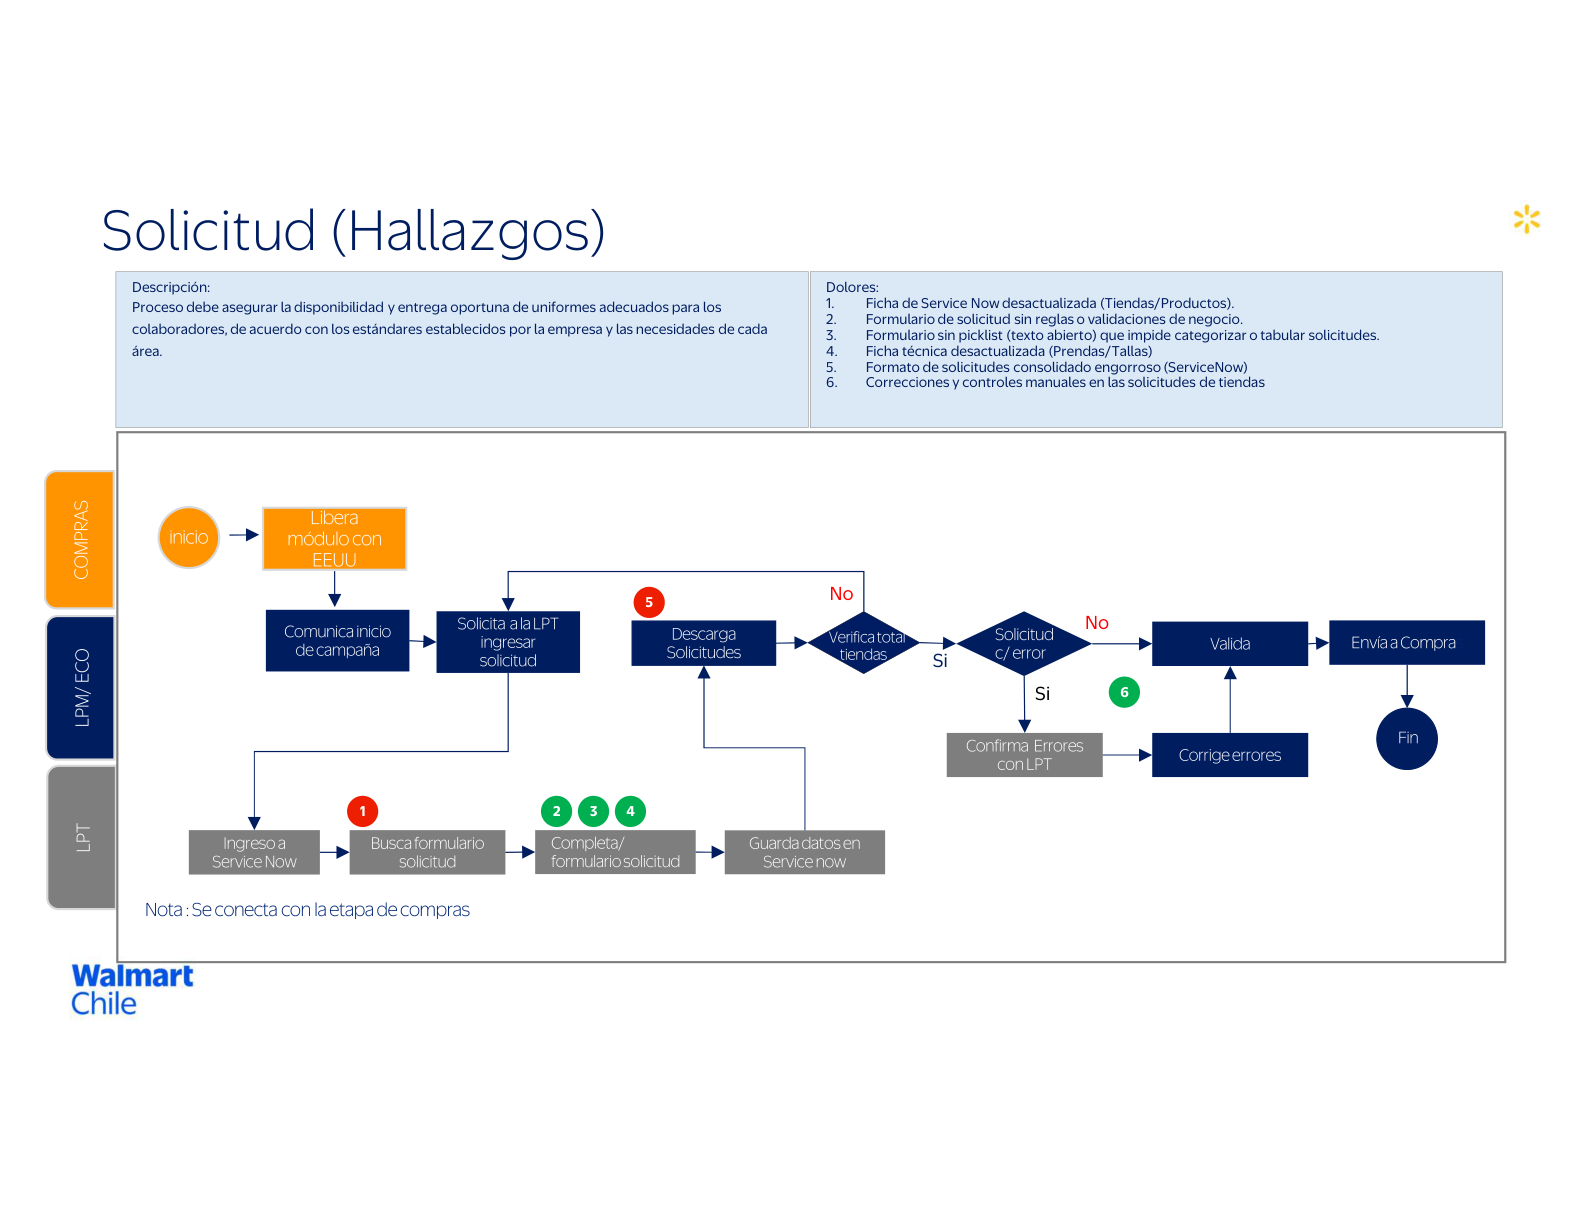 Solicitud (Hallazgos)
Descripción:
Proceso debe asegurar la disponibilidad y entrega oportuna de uniformes adecuados para los
colaboradores, de acuerdo con los estándares establecidos por la empresa y las necesidades de cada
área.
Dolores:
1. Ficha de Service Now desactualizada (Tiendas/Productos).
2. Formulario de solicitud sin reglas o validaciones de negocio.
3. Formulario sin picklist (texto abierto) que impide categorizar o tabular solicitudes.
4. Ficha técnica desactualizada (Prendas/Tallas)
5. Formato de solicitudes consolidado engorroso (ServiceNow)
6. Correcciones y controles manuales en las solicitudes de tiendas
COMPRAS
inicio
Libera
módulo con
EEUU
LPM/ ECO
Comunica inicio
de campaña
Solicita a la LPT
ingresar
solicitud
5
Descarga
Solicitudes
No
Verifica total
tiendas
Si
Solicitud
c/ error
No
Si
Valida
Envía a Compra
6
Confirma Errores
con LPT
Corrige errores
Fin
LPT
Ingreso a
Service Now
1
Busca formulario
solicitud
2 3 4
Completa/
formulario solicitud
Guarda datos en
Service now
Nota : Se conecta con la etapa de compras
Walmart
Chile